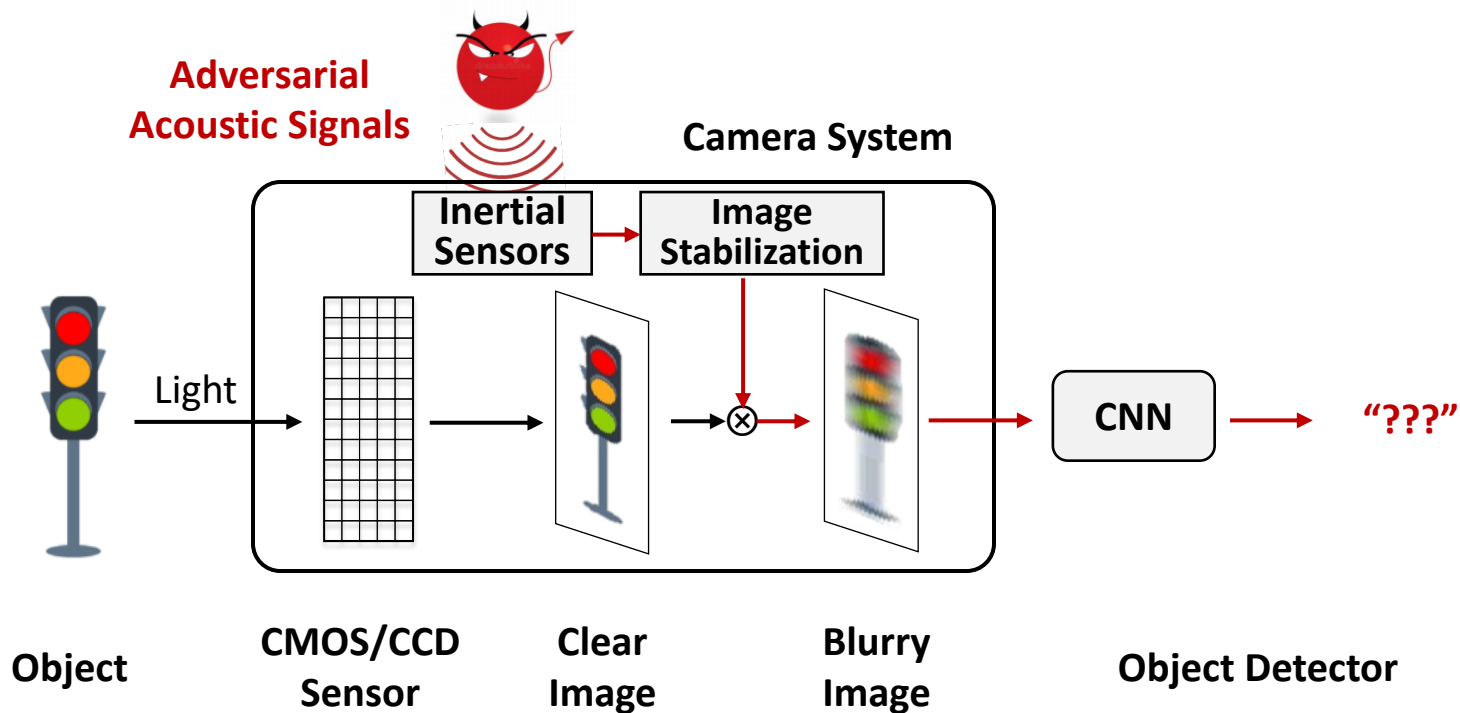 Adversarial
Acoustic Signals
Camera System
Inertial
Sensors
Image
Stabilization
Light
CNN
“???”
Object
CMOS/CCD
Sensor
Clear
Image
Blurry
Image
Object Detector